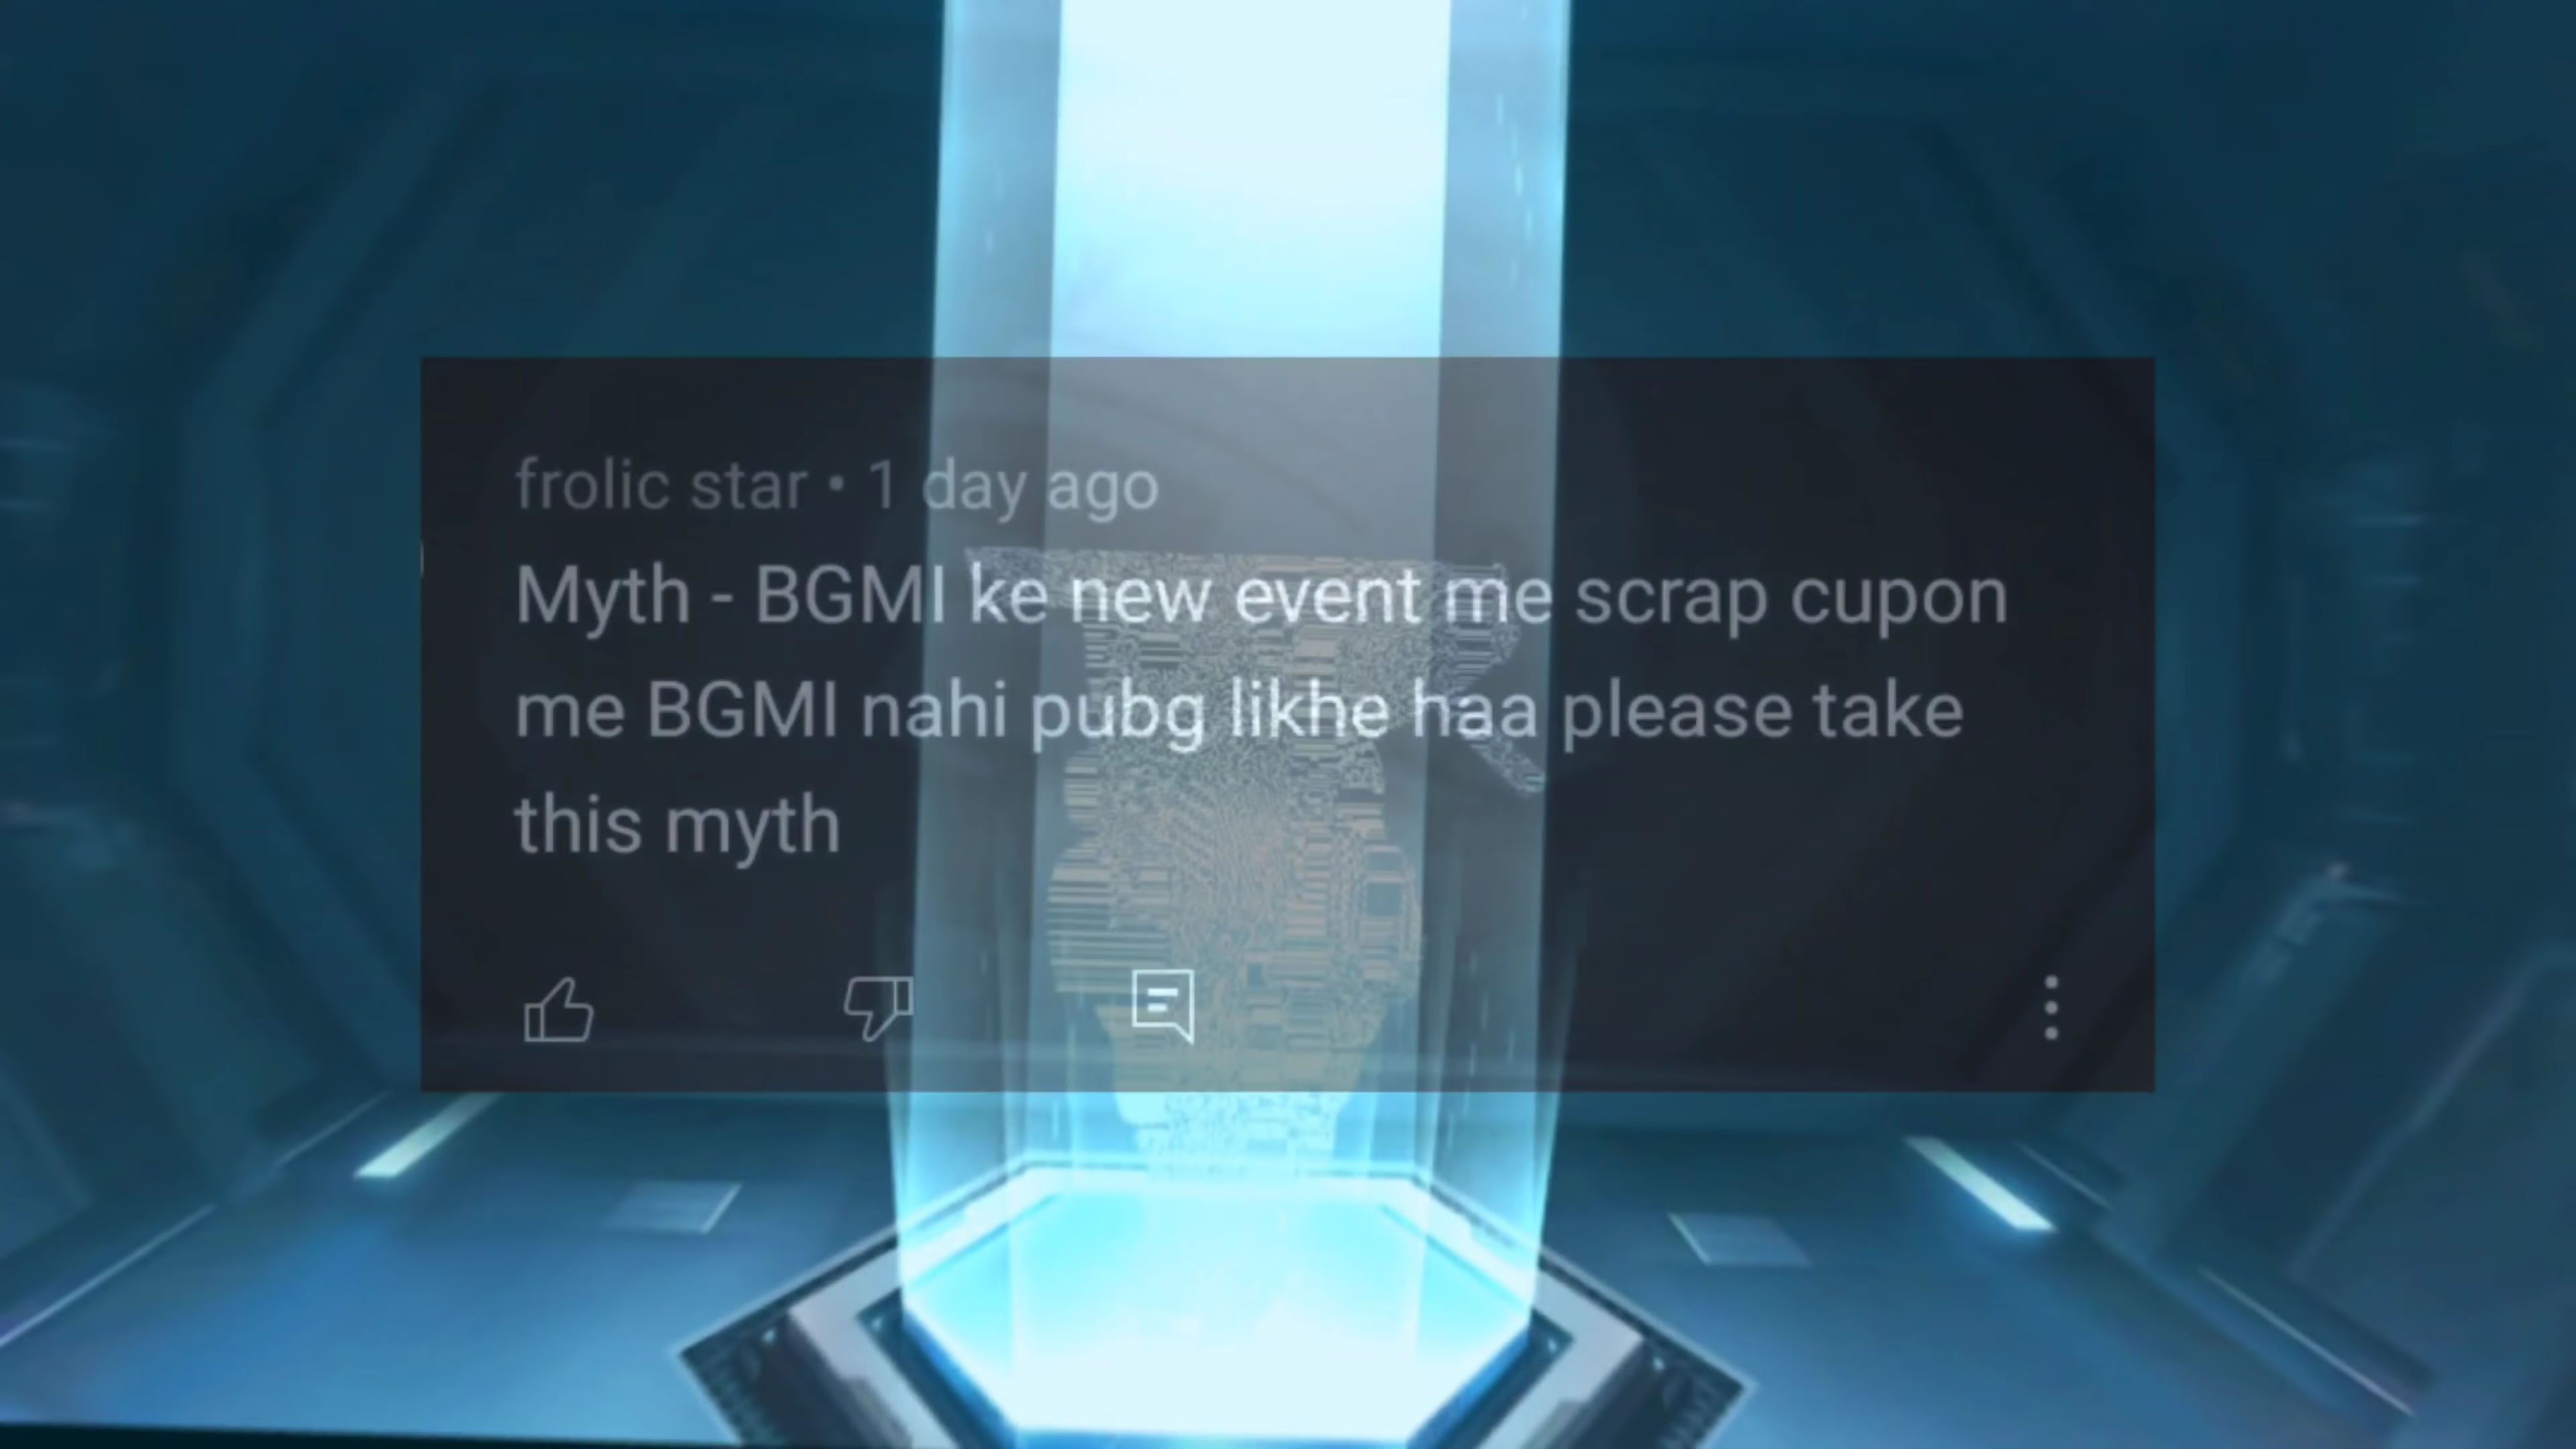 frolic star • 1 day ago
Myth - BGMI ke new event me scrap cupon
me BGMI nahi pubg likhe haa please take
this myth